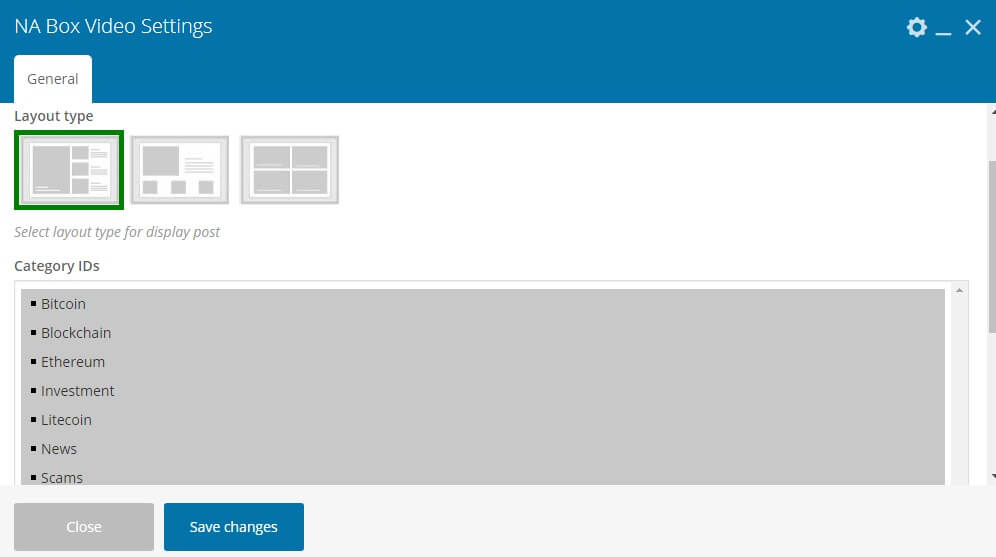 NA Box Video Settings
General
Layout type
Select layout type for display post
Category IDs
Bitcoin
Blockchain
Ethereum
Investment
Litecoin
News
Scams
Close
Save changes